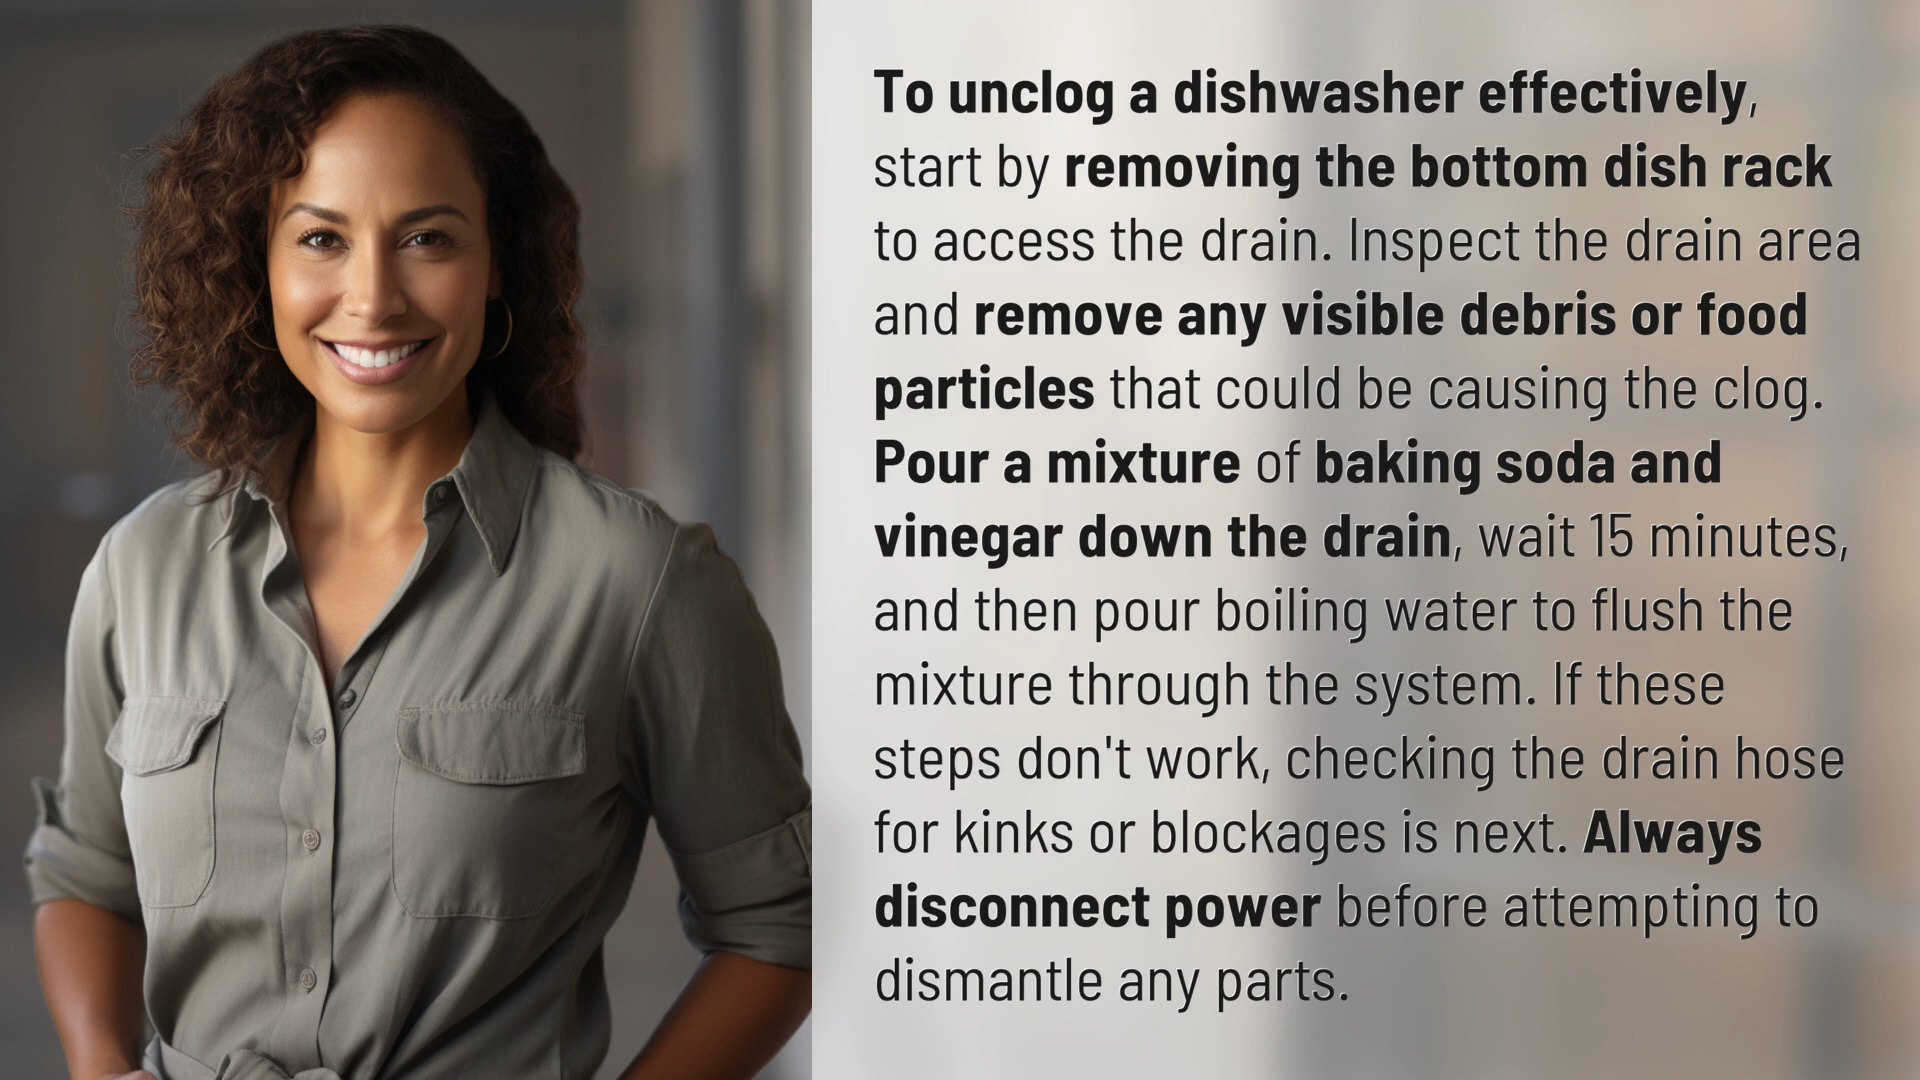 To unclog a dishwasher effectively,
start by removing the bottom dish rack
to access the drain. Inspect the drain area
and remove any visible debris or food
particles that could be causing the clog.
Pour a mixture of baking soda and
vinegar down the drain, wait 15 minutes,
and then pour boiling water to flush the
mixture through the system. If these
steps don't work, checking the drain hose
for kinks or blockages is next. Always
disconnect power before attempting to
dismantle any parts.